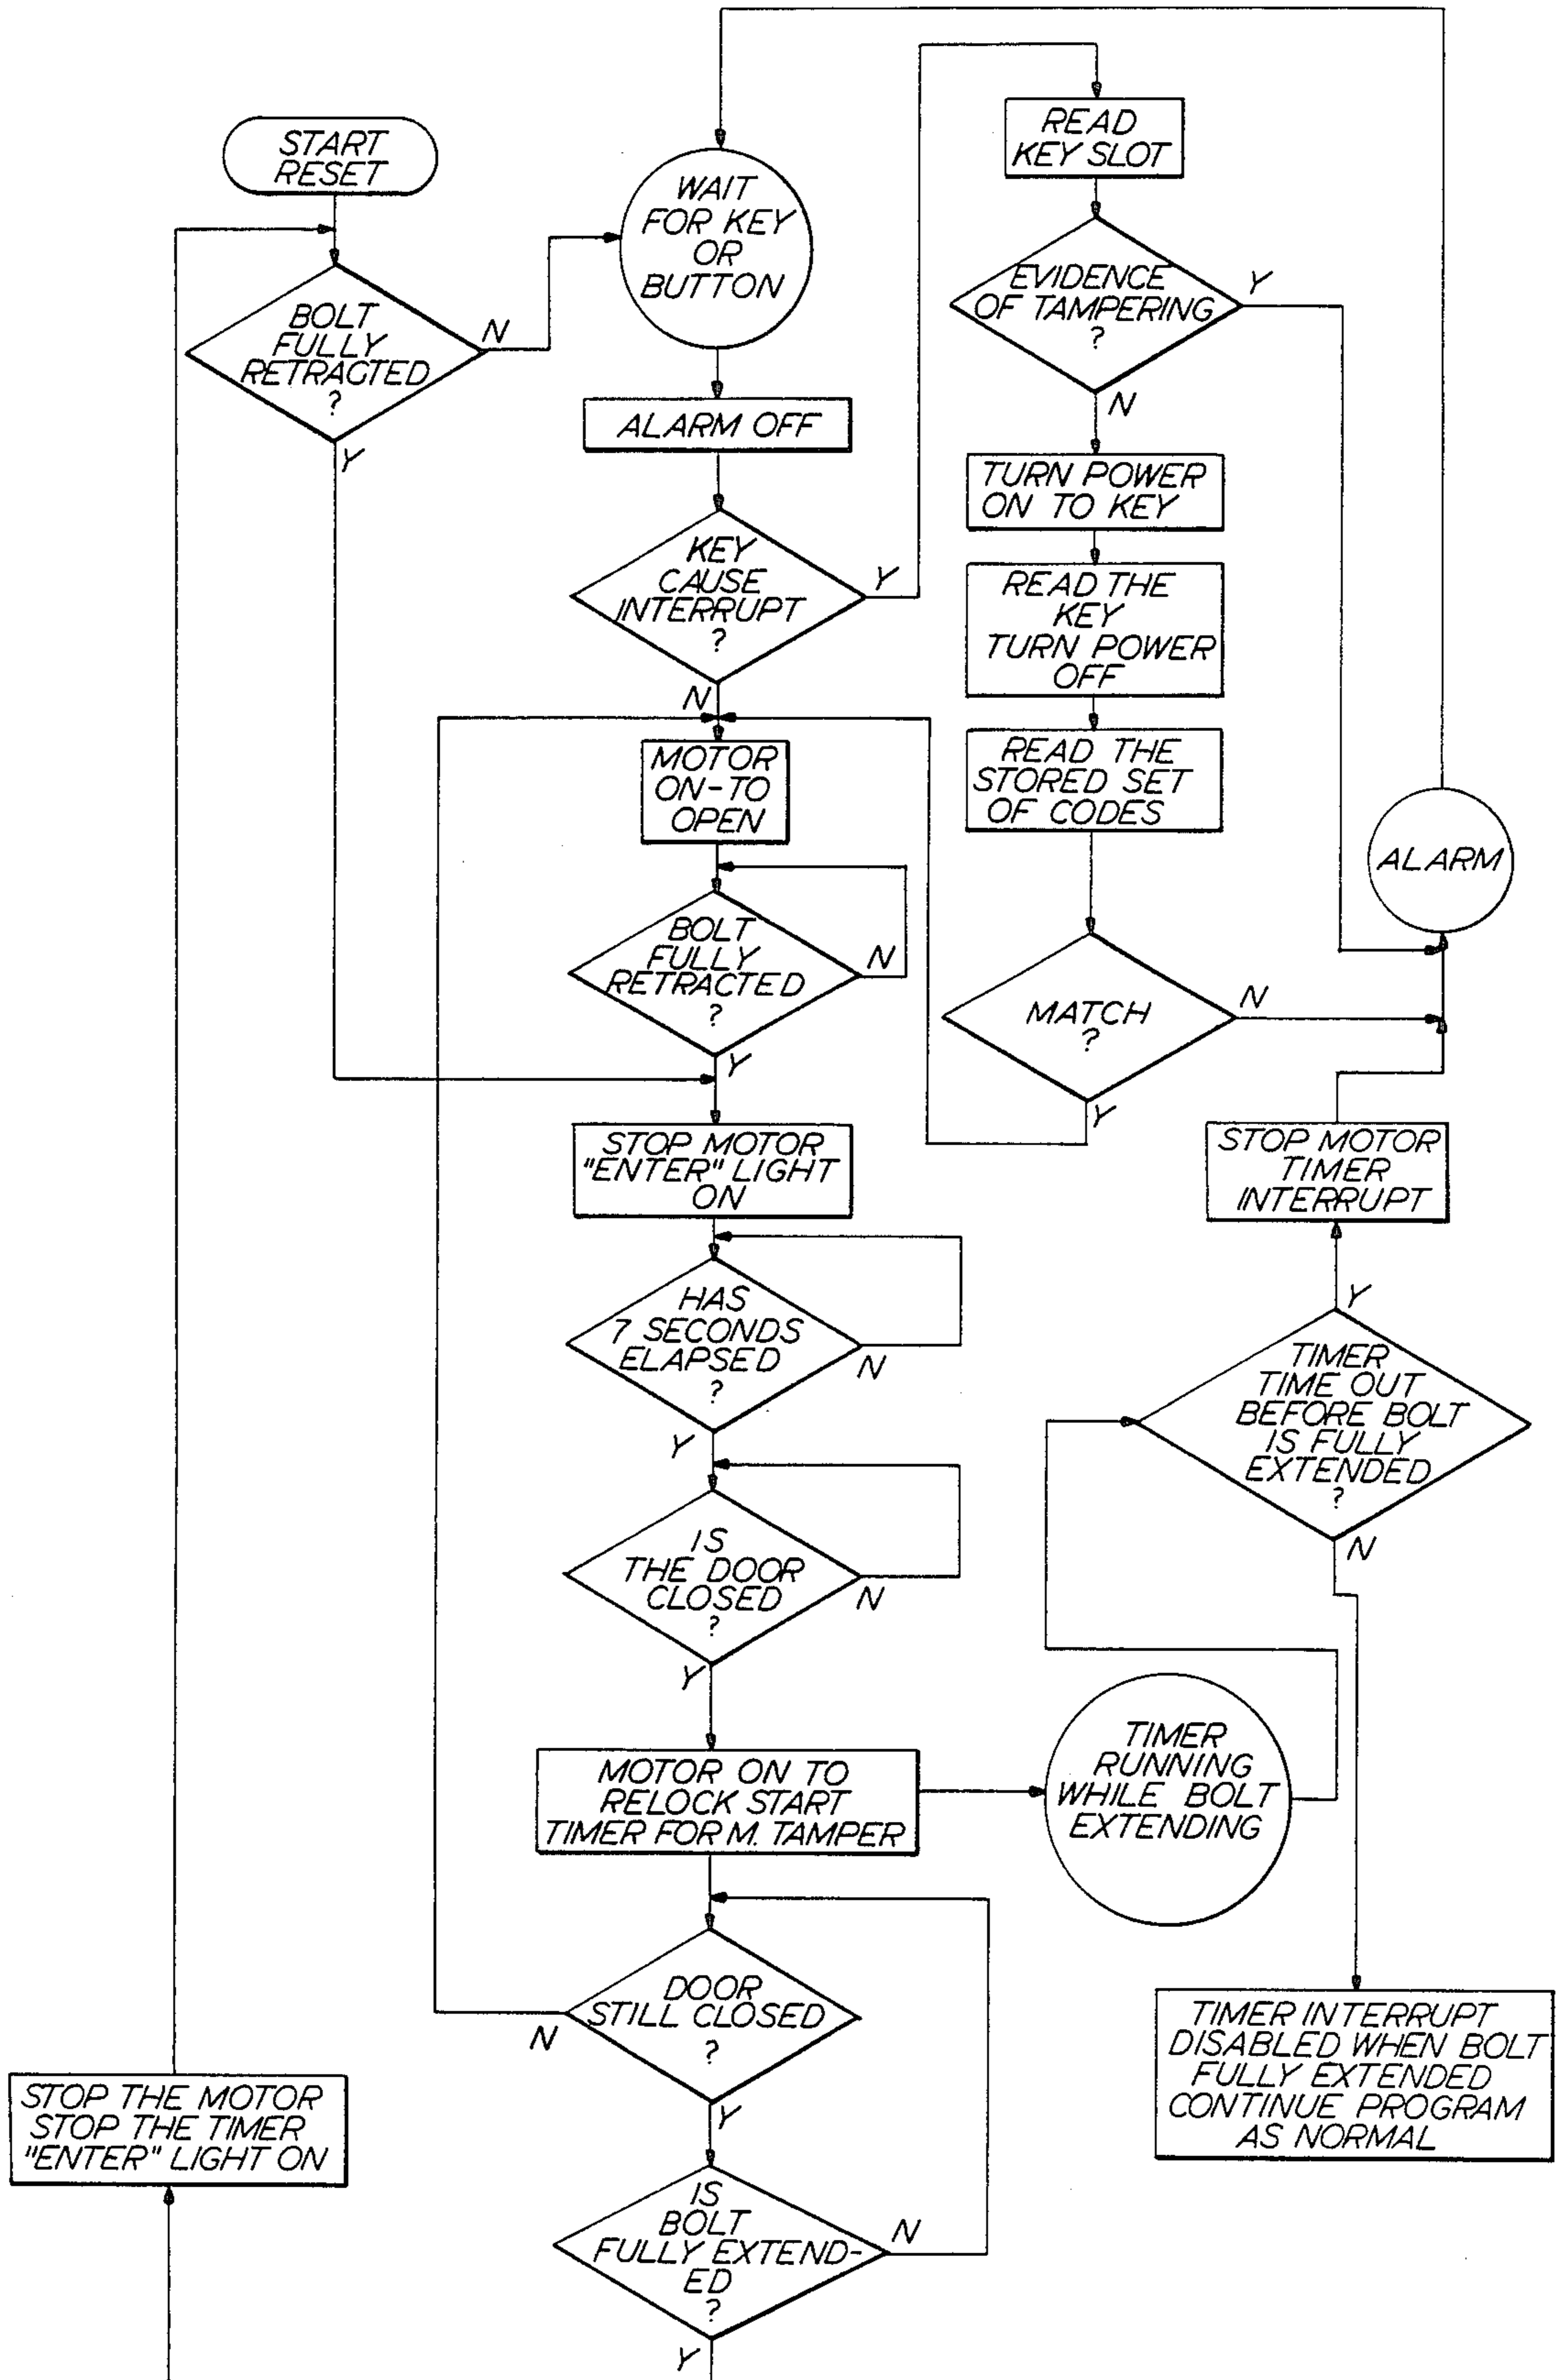 START
RESET
BOLT
FULLY
RETRACTED
?
N
Y
WAIT
FOR KEY
OR
BUTTON
ALARM OFF
KEY
CAUSE
INTERRUPT
?
Y
N
READ
KEY SLOT
EVIDENCE
OF TAMPERING
?
Y
N
TURN POWER
ON TO KEY
READ THE
KEY
TURN POWER
OFF
READ THE
STORED SET
OF CODES
MATCH
?
N
Y
ALARM
MOTOR
ON-TO
OPEN
BOLT
FULLY
RETRACTED
?
N
Y
STOP MOTOR
"ENTER" LIGHT
ON
HAS
7 SECONDS
ELAPSED
?
N
Y
IS
THE DOOR
CLOSED
?
N
Y
MOTOR ON TO
RELOCK START
TIMER FOR M. TAMPER
TIMER
RUNNING
WHILE BOLT
EXTENDING
STOP MOTOR
TIMER
INTERRUPT
Y
TIMER
TIME OUT
BEFORE BOLT
IS FULLY
EXTENDED
?
N
TIMER INTERRUPT
DISABLED WHEN BOLT
FULLY EXTENDED
CONTINUE PROGRAM
AS NORMAL
DOOR
STILL CLOSED
?
N
Y
IS
BOLT
FULLY EXTEND-
ED
?
N
Y
STOP THE MOTOR
STOP THE TIMER
"ENTER" LIGHT ON